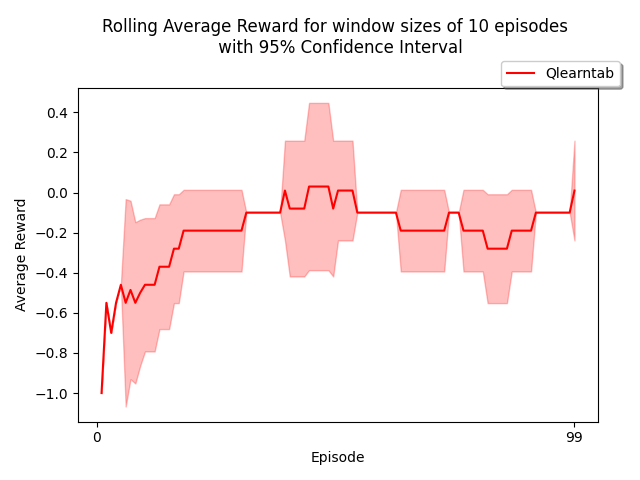 Rolling Average Reward for window sizes of 10 episodes
with 95% Confidence Interval
Qlearntab
0.4
0.2
0.0
−0.2
−0.4
−0.6
−0.8
−1.0
Average Reward
0
99
Episode